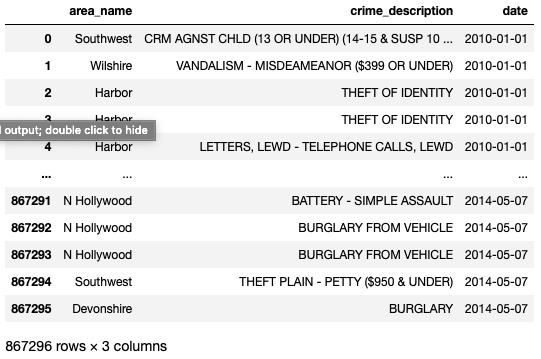 area_name crime_description date
0 Southwest CRM AGNST CHLD (13 OR UNDER) (14-15 & SUSP 10 ... 2010-01-01
1 Wilshire VANDALISM - MISDEAMEANOR ($399 OR UNDER) 2010-01-01
2 Harbor THEFT OF IDENTITY 2010-01-01
3 Harbor THEFT OF IDENTITY 2010-01-01
output; double click to hide
4 Harbor LETTERS, LEWD - TELEPHONE CALLS, LEWD 2010-01-01
... ... ... ...
867291 N Hollywood BATTERY - SIMPLE ASSAULT 2014-05-07
867292 N Hollywood BURGLARY FROM VEHICLE 2014-05-07
867293 N Hollywood BURGLARY FROM VEHICLE 2014-05-07
867294 Southwest THEFT PLAIN - PETTY ($950 & UNDER) 2014-05-07
867295 Devonshire BURGLARY 2014-05-07
867296 rows × 3 columns